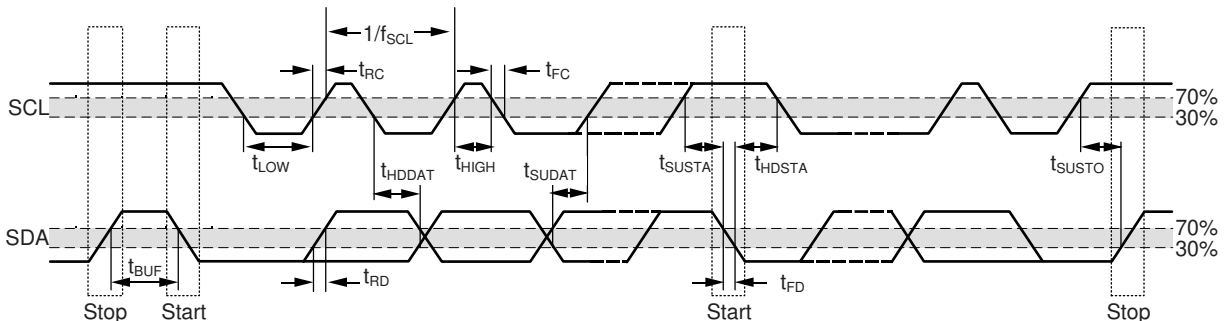 1/fSCL
tRC
tFC
SCL
70%
30%
tLOW
tHDDAT
tHIGH
tSUDAT
tSUSTA
tHDSTA
tSUSTO
SDA
70%
30%
tBUF
tRD
tFD
Stop
Start
Start
Stop